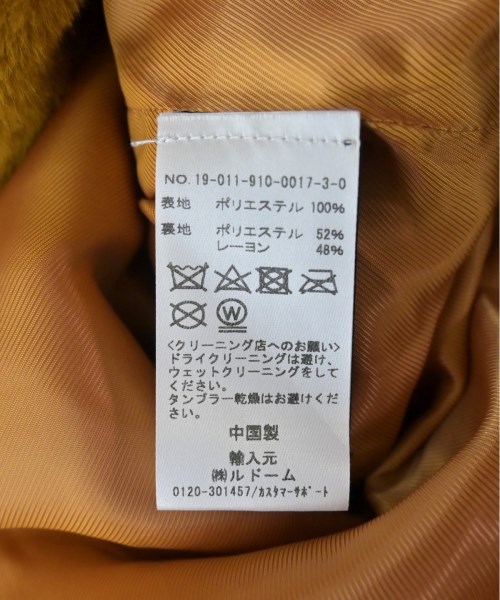 NO. 19-011-910-0017-3-0
表地 ポリエステル 100%
裏地 ポリエステル 52%
レーヨン 48%
W
<クリーニング店へのお願い>
ドライクリーニングは避け、
ウェットクリーニングをして
ください。
タンブラー乾燥はお避けくださ
い。
中国製
輸入元
㈱ルドーム
0120-301457/カスタマーサポート